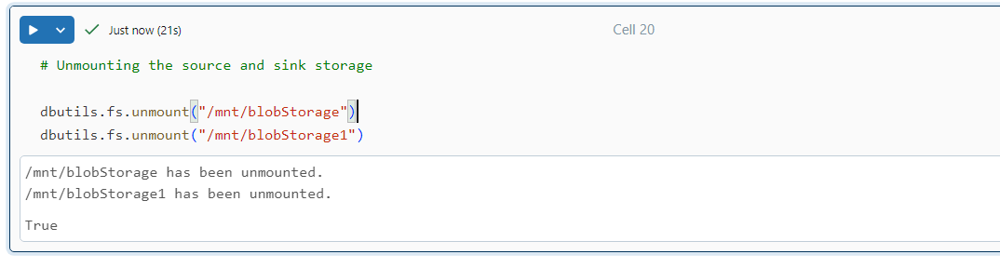 Just now (21s)
Cell 20
# Unmounting the source and sink storage
dbutils.fs.unmount("/mnt/blobStorage")
dbutils.fs.unmount("/mnt/blobStorage1")
/mnt/blobStorage has been unmounted.
/mnt/blobStorage1 has been unmounted.
True